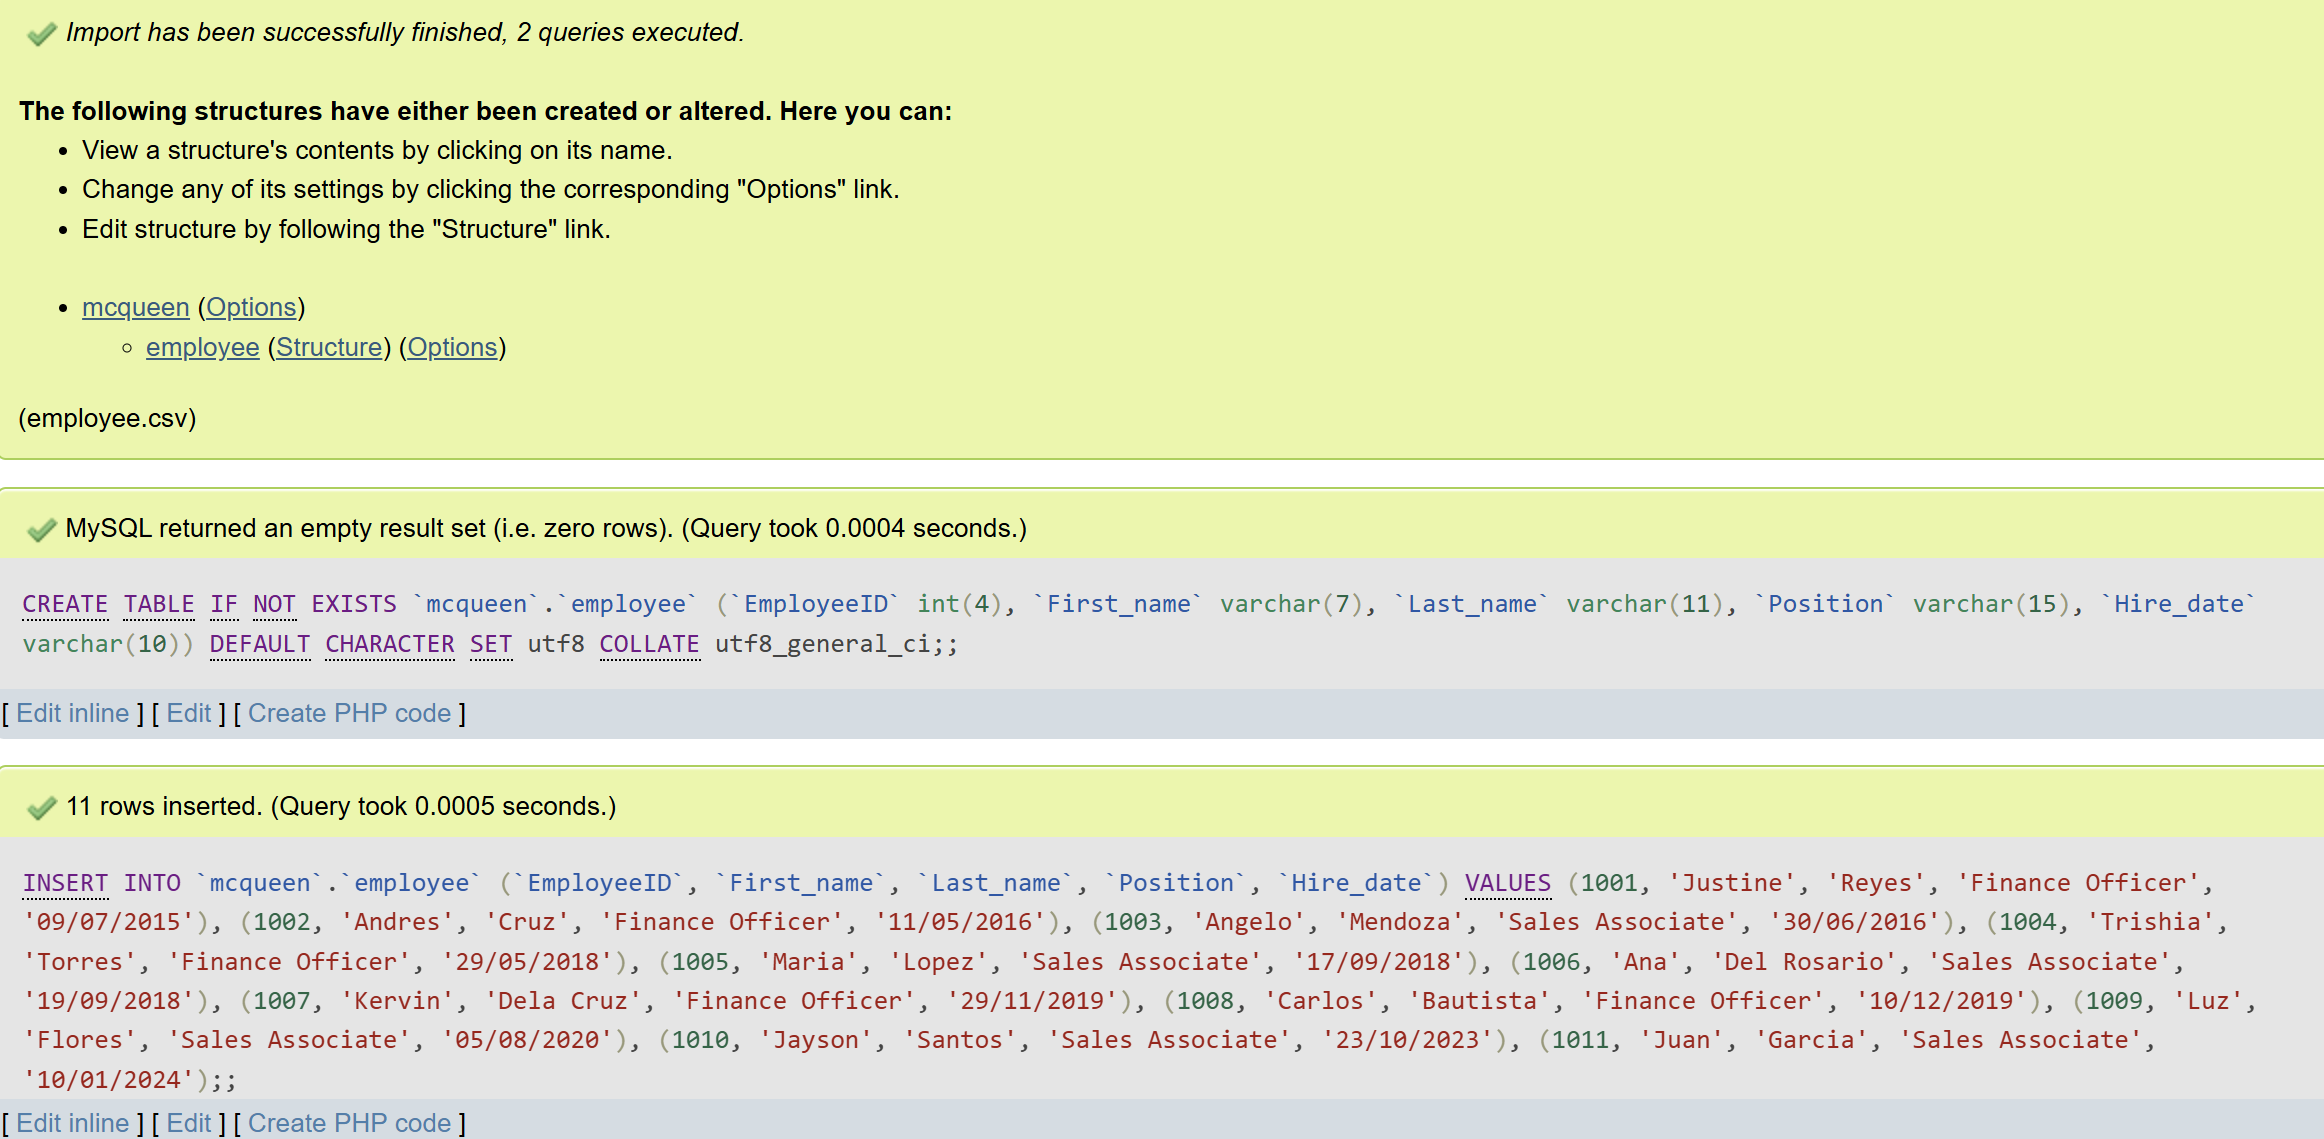 Import has been successfully finished, 2 queries executed.
The following structures have either been created or altered. Here you can:
• View a structure's contents by clicking on its name.
• Change any of its settings by clicking the corresponding "Options" link.
• Edit structure by following the "Structure" link.
• mcqueen (Options)
○ employee (Structure) (Options)
(employee.csv)
MySQL returned an empty result set (i.e. zero rows). (Query took 0.0004 seconds.)
CREATE TABLE IF NOT EXISTS `mcqueen`.`employee` (`EmployeeID` int(4), `First_name` varchar(7), `Last_name` varchar(11), `Position` varchar(15), `Hire_date`
varchar(10)) DEFAULT CHARACTER SET utf8 COLLATE utf8_general_ci;;
[ Edit inline ] [ Edit ] [ Create PHP code ]
11 rows inserted. (Query took 0.0005 seconds.)
INSERT INTO `mcqueen`.`employee` (`EmployeeID`, `First_name`, `Last_name`, `Position`, `Hire_date`) VALUES (1001, 'Justine', 'Reyes', 'Finance Officer',
'09/07/2015'), (1002, 'Andres', 'Cruz', 'Finance Officer', '11/05/2016'), (1003, 'Angelo', 'Mendoza', 'Sales Associate', '30/06/2016'), (1004, 'Trishia',
'Torres', 'Finance Officer', '29/05/2018'), (1005, 'Maria', 'Lopez', 'Sales Associate', '17/09/2018'), (1006, 'Ana', 'Del Rosario', 'Sales Associate',
'19/09/2018'), (1007, 'Kervin', 'Dela Cruz', 'Finance Officer', '29/11/2019'), (1008, 'Carlos', 'Bautista', 'Finance Officer', '10/12/2019'), (1009, 'Luz',
'Flores', 'Sales Associate', '05/08/2020'), (1010, 'Jayson', 'Santos', 'Sales Associate', '23/10/2023'), (1011, 'Juan', 'Garcia', 'Sales Associate',
'10/01/2024');;
[ Edit inline ] [ Edit ] [ Create PHP code ]